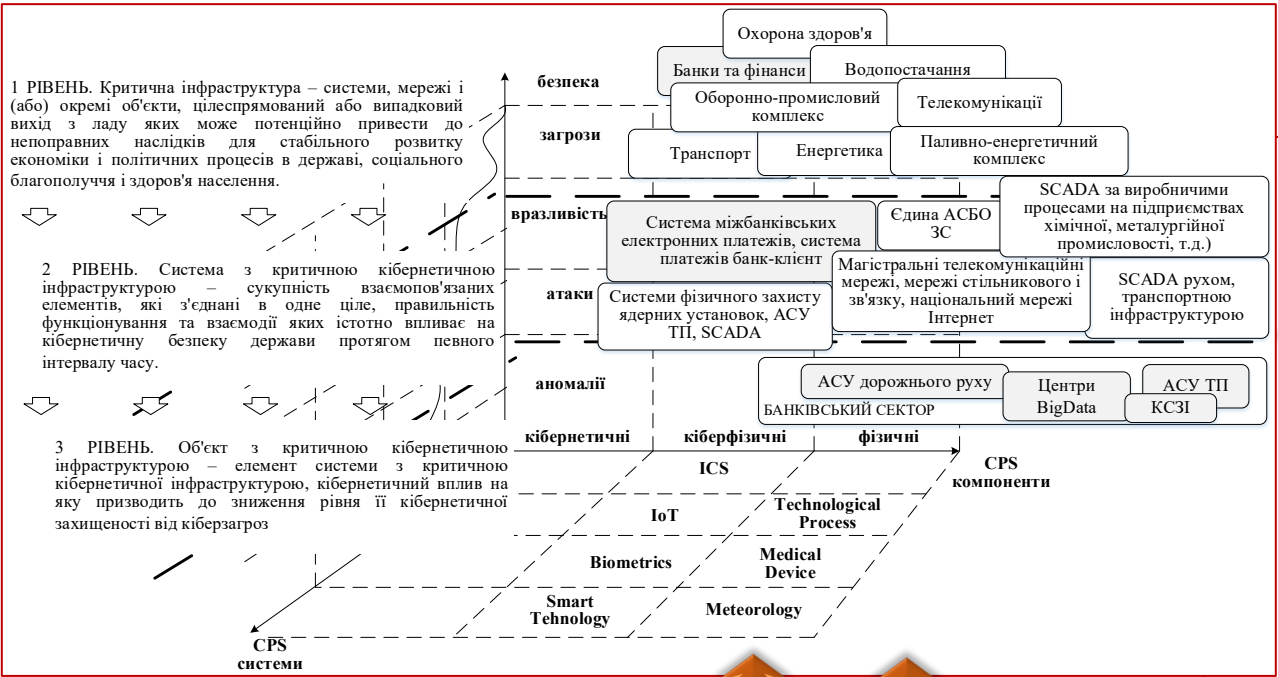 1 РІВЕНЬ. Критична інфраструктура – системи, мережі і
(або) окремі об'єкти, цілеспрямований або випадковий
вихід з ладу яких може потенційно привести до
непоправних наслідків для стабільного розвитку
економіки і політичних процесів в державі, соціального
благополуччя і здоров'я населення.
2 РІВЕНЬ. Система з критичною кібернетичною
інфраструктурою – сукупність взаємопов'язаних
елементів, які з'єднані в одне ціле, правильність
функціонування та взаємодії яких істотно впливає на
кібернетичну безпеку держави протягом певного
інтервалу часу.
3 РІВЕНЬ. Об'єкт з критичною кібернетичною
інфраструктурою – елемент системи з критичною
кібернетичної інфраструктурою, кібернетичний вплив на
яку призводить до зниження рівня її кібернетичної
захищеності від кіберзагроз
безпека
загрози
вразливість
атаки
аномалії
Охорона здоров'я
Банки та фінанси
Водопостачання
Оборонно-промисловий
комплекс
Телекомунікації
Транспорт
Енергетика
Паливно-енергетичний
комплекс
Система міжбанківських
електронних платежів, система
платежів банк-клієнт
Єдина АСБО
ЗС
SCADA за виробничими
процесами на підприємствах
хімічної, металургійної
промисловості, т.д.)
Системи фізичного захисту
ядерних установок, АСУ
ТП, SCADA
Магістральні телекомунікаційні
мережі, мережі стільникового і
зв'язку, національний мережі
Інтернет
SCADA рухом,
транспортною
інфраструктурою
АСУ дорожнього руху
Центри
BigData
АСУ ТП
КСЗІ
БАНКІВСЬКИЙ СЕКТОР
кібернетичні
кіберфізичні
фізичні
CPS
компоненти
ICS
IoT
Technological
Process
Biometrics
Medical
Device
Smart
Tehnology
Meteorology
CPS
системи